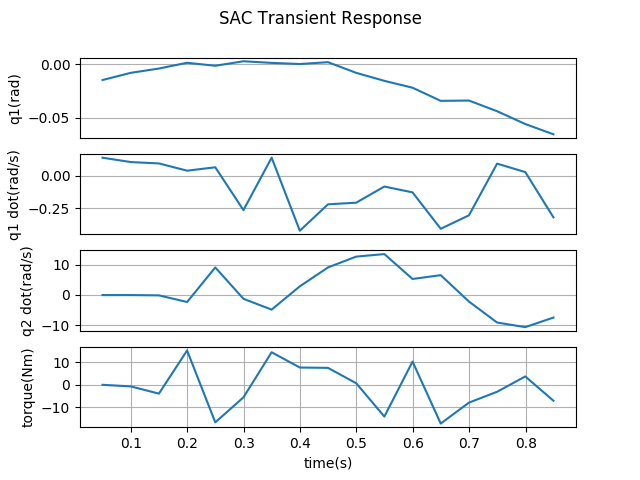 SAC Transient Response
0.00
−0.05
q1(rad)
0.00
−0.25
q1 dot(rad/s)
10
0
−10
q2 dot(rad/s)
10
0
−10
torque(Nm)
0.1 0.2 0.3 0.4 0.5 0.6 0.7 0.8
time(s)